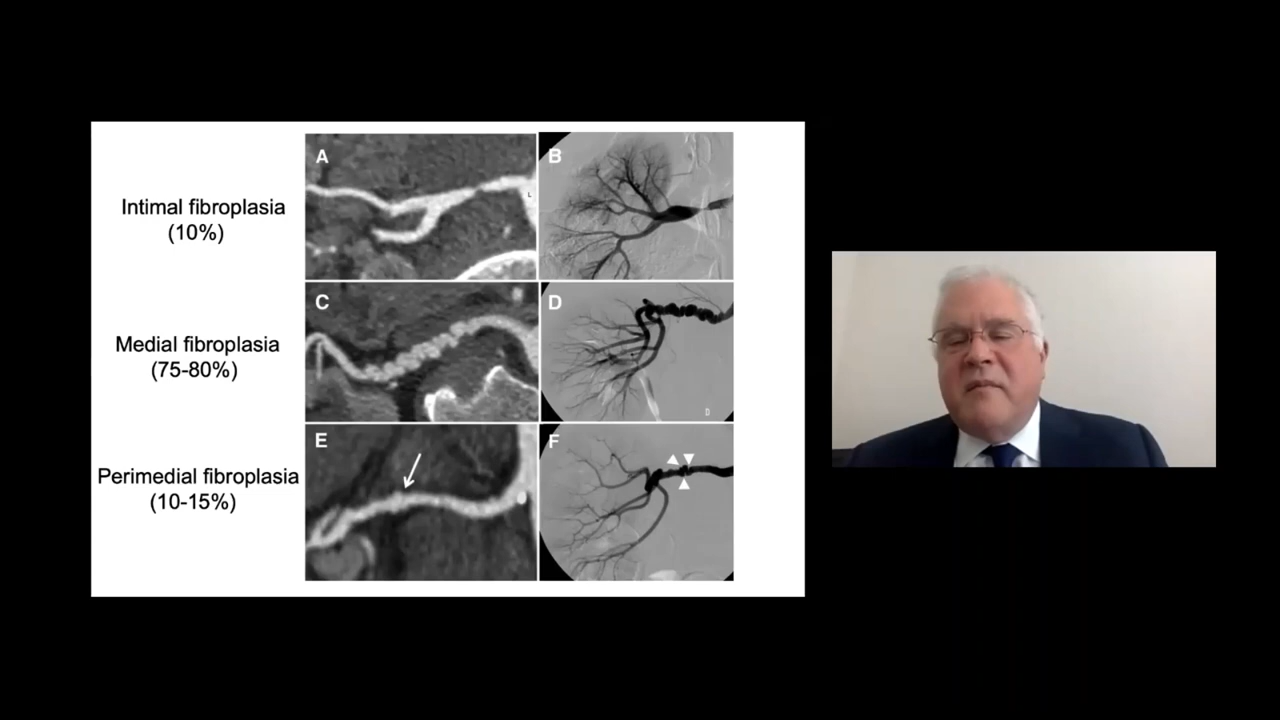 Intimal fibroplasia
(10%)
A
B
L
Medial fibroplasia
(75-80%)
C
D
D
Perimedial fibroplasia
(10-15%)
E
F